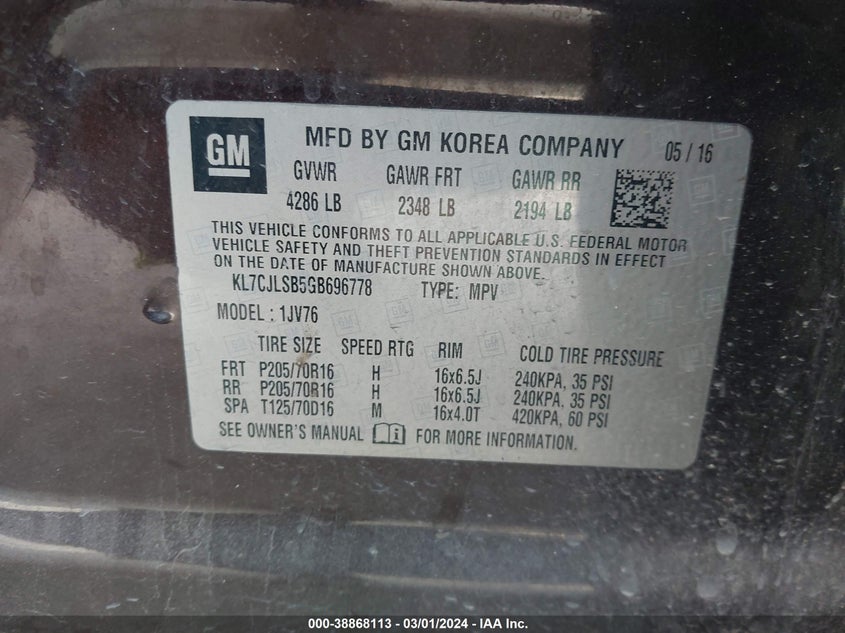 GM
MFD BY GM KOREA COMPANY 05 / 16
GVWR GAWR FRT GAWR RR
4286 LB 2348 LB 2194 LB
THIS VEHICLE CONFORMS TO ALL APPLICABLE U.S. FEDERAL MOTOR
VEHICLE SAFETY AND THEFT PREVENTION STANDARDS IN EFFECT
ON THE DATE OF MANUFACTURE SHOWN ABOVE.
KL7CJLSB5GB696778 TYPE: MPV
MODEL : 1JV76
TIRE SIZE SPEED RTG RIM COLD TIRE PRESSURE
FRT P205/70R16 H 16x6.5J 240KPA, 35 PSI
RR P205/70R16 H 16x6.5J 240KPA, 35 PSI
SPA T125/70D16 M 16x4.0T 420KPA, 60 PSI
SEE OWNER'S MANUAL FOR MORE INFORMATION.
000-38868113 - 03/01/2024 - IAA Inc.